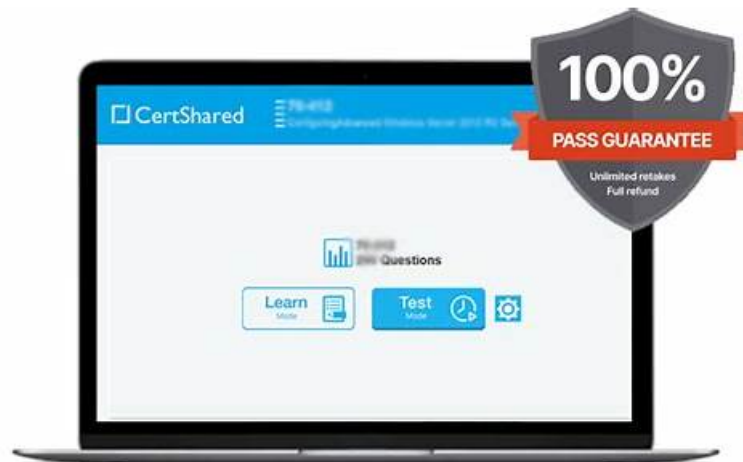 100%
PASS GUARANTEE
Unlimited retakes
Full refund
CertShared
Questions
Learn
Mode
Test
Mode